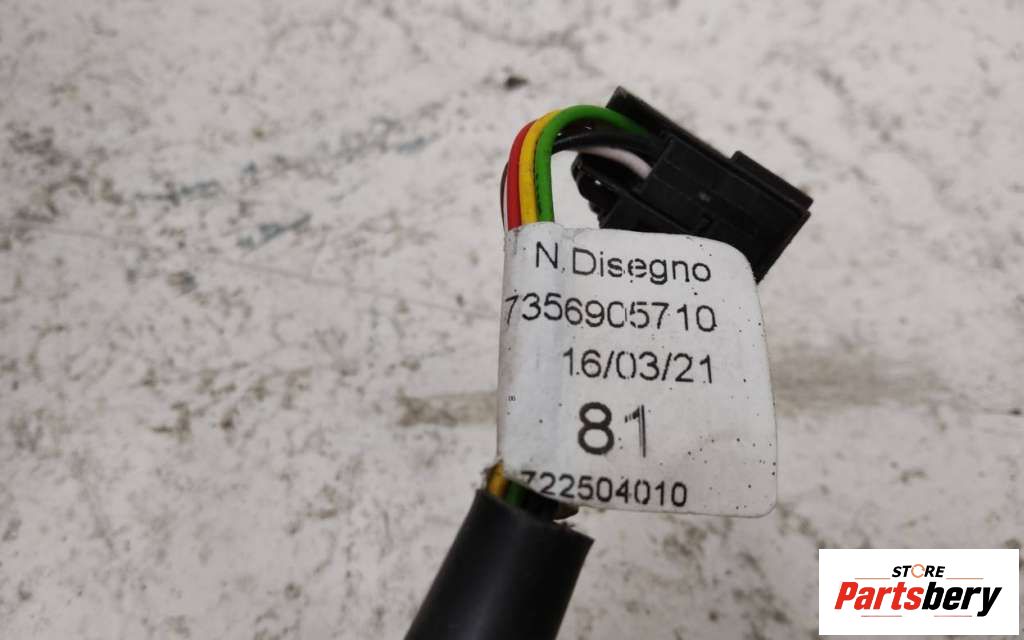 N.Disegno
7356905710
16/03/21
81
722504010
STORE
Partsbery